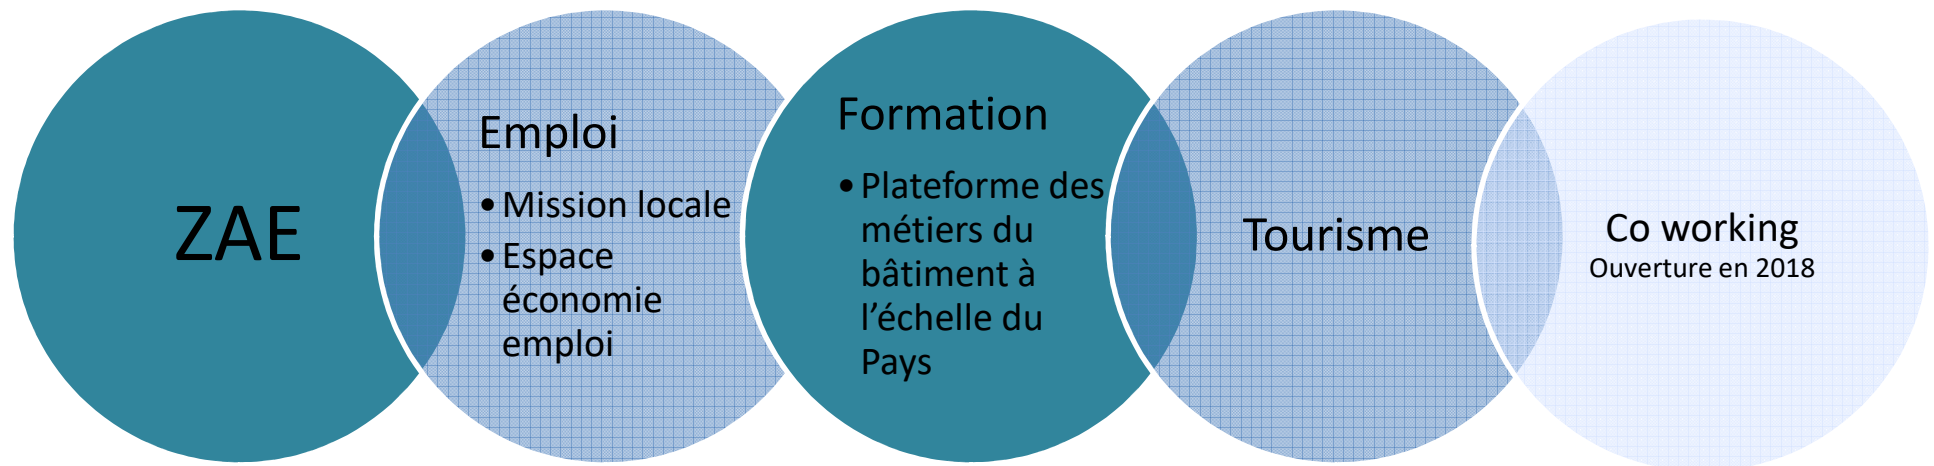 ZAE
Emploi
• Mission locale
• Espace
économie
emploi
Formation
• Plateforme des
métiers du
bâtiment à
l’échelle du
Pays
Tourisme
Co working
Ouverture en 2018